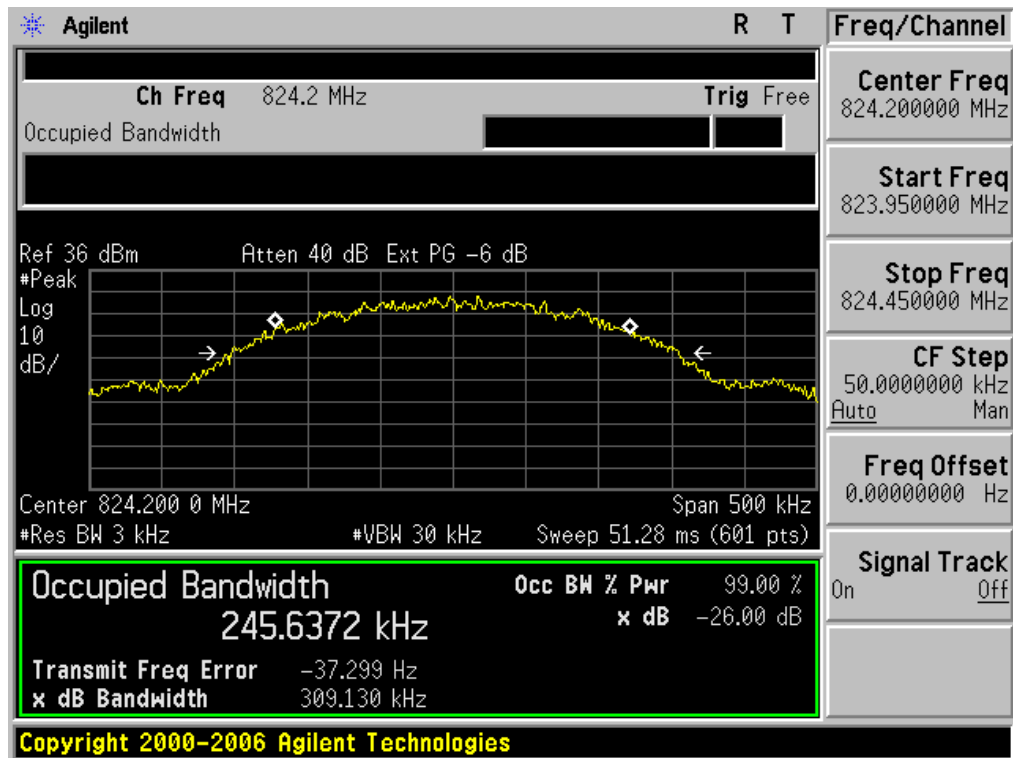 Agilent
R T
Freq/Channel
Ch Freq 824.2 MHz
Trig Free
Occupied Bandwidth
Center Freq
824.200000 MHz
Start Freq
823.950000 MHz
Stop Freq
824.450000 MHz
CF Step
50.0000000 kHz
Auto Man
Freq Offset
0.00000000 Hz
Signal Track
On Off
Ref 36 dBm
Atten 40 dB
Ext PG -6 dB
#Peak
Log
10
dB/
Center 824.200 0 MHz
Span 500 kHz
#Res BW 3 kHz
#VBW 30 kHz
Sweep 51.28 ms (601 pts)
Occupied Bandwidth
245.6372 kHz
Occ BW % Pwr 99.00 %
x dB -26.00 dB
Transmit Freq Error -37.299 Hz
x dB Bandwidth 309.130 kHz
Copyright 2000-2006 Agilent Technologies